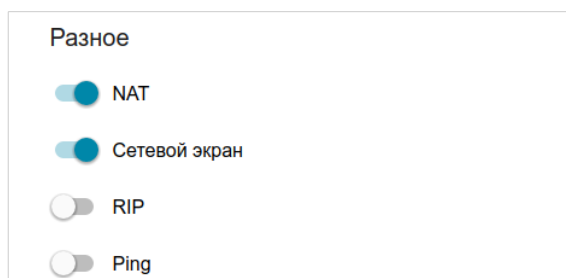 Разное
NAT
Сетевой экран
RIP
Ping